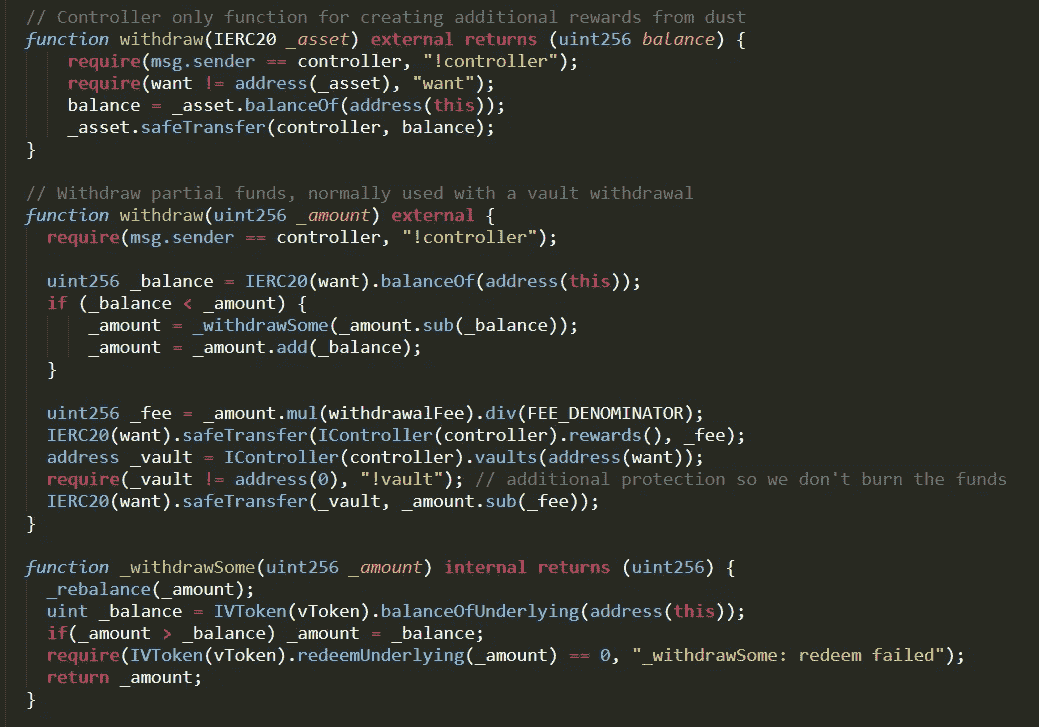 // Controller only function for creating additional rewards from dust
function withdraw(IERC20 _asset) external returns (uint256 balance) {
require(msg.sender == controller, "!controller");
require(want != address(_asset), "want");
balance = _asset.balanceOf(address(this));
_asset.safeTransfer(controller, balance);
}
// Withdraw partial funds, normally used with a vault withdrawal
function withdraw(uint256 _amount) external {
require(msg.sender == controller, "!controller");
uint256 _balance = IERC20(want).balanceOf(address(this));
if (_balance < _amount) {
_amount = _withdrawSome(_amount.sub(_balance));
_amount = _amount.add(_balance);
}
uint256 _fee = _amount.mul(withdrawalFee).div(FEE_DENOMINATOR);
IERC20(want).safeTransfer(IController(controller).rewards(), _fee);
address _vault = IController(controller).vaults(address(want));
require(_vault != address(0), "!vault"); // additional protection so we don't burn the funds
IERC20(want).safeTransfer(_vault, _amount.sub(_fee));
}
function _withdrawSome(uint256 _amount) internal returns (uint256) {
_rebalance(_amount);
uint _balance = IVToken(vToken).balanceOfUnderlying(address(this));
if(_amount > _balance) _amount = _balance;
require(IVToken(vToken).redeemUnderlying(_amount) == 0, "_withdrawSome: redeem failed");
return _amount;
}